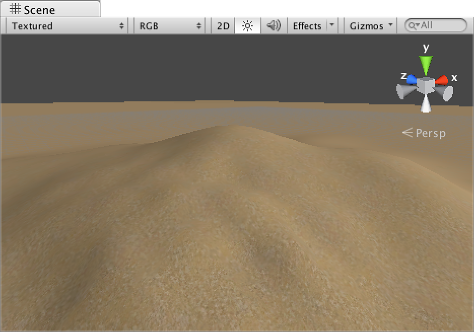 Scene
Textured RGB 2D Effects Gizmos All
y
z x
Persp